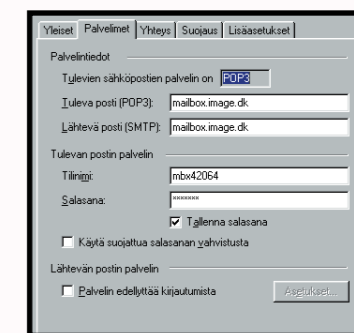 Yleiset Palvelimet Yhteys Suojaus Lisäasetukset
Palvelintiedot
Tulevien sähköpostien palvelin on POP3
Tuleva posti (POP3): mailbox.image.dk
Lähtevä posti (SMTP): mailbox.image.dk
Tulevan postin palvelin
Tilinimi: mbx42064
Salasana: *******
Tallenna salasana
Käytä suojattua salasanan vahvistusta
Lähtevän postin palvelin
Palvelin edellyttää kirjautumista Asetukset...